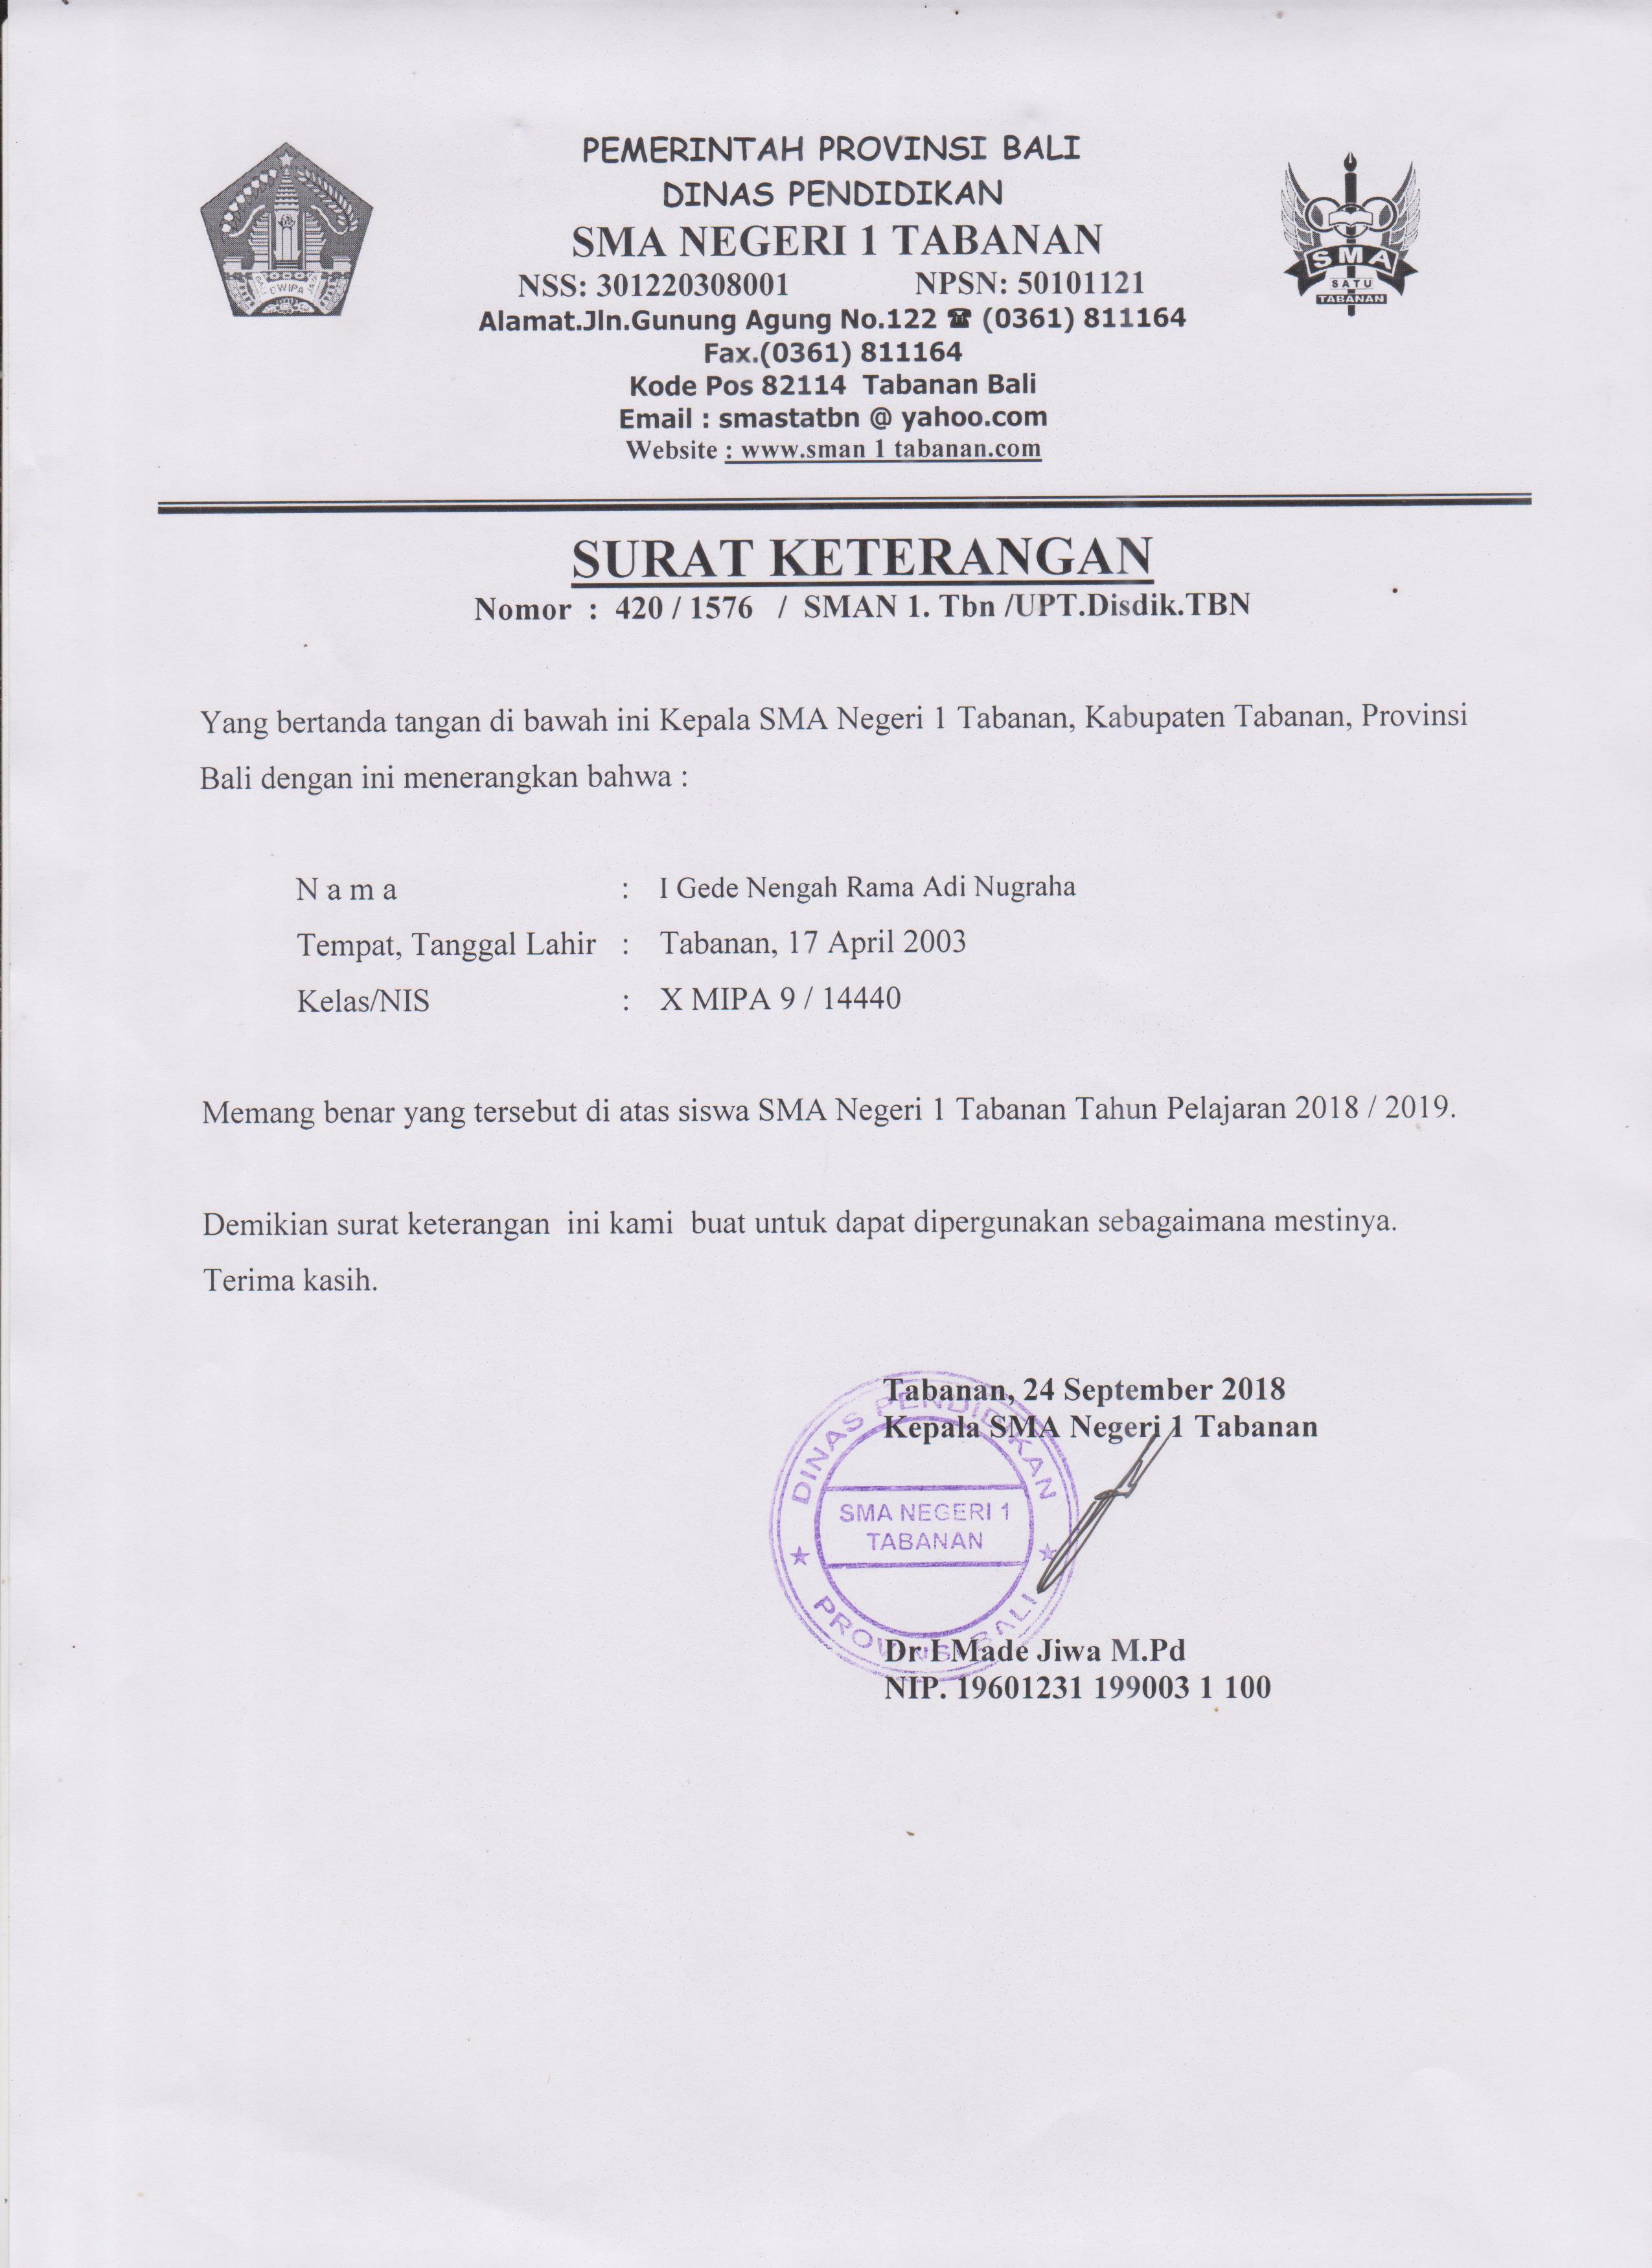 PEMERINTAH PROVINSI BALI
DINAS PENDIDIKAN
SMA NEGERI 1 TABANAN
NSS: 301220308001 NPSN: 50101121
Alamat.Jln.Gunung Agung No.122 ☎ (0361) 811164
Fax.(0361) 811164
Kode Pos 82114 Tabanan Bali
Email : smastatbn @ yahoo.com
Website : www.sman 1 tabanan.com
DWIPA
SMA
SATU
TABANAN
SURAT KETERANGAN
Nomor : 420 / 1576 / SMAN 1. Tbn /UPT.Disdik.TBN
Yang bertanda tangan di bawah ini Kepala SMA Negeri 1 Tabanan, Kabupaten Tabanan, Provinsi
Bali dengan ini menerangkan bahwa :
N a m a : I Gede Nengah Rama Adi Nugraha
Tempat, Tanggal Lahir : Tabanan, 17 April 2003
Kelas/NIS : X MIPA 9 / 14440
Memang benar yang tersebut di atas siswa SMA Negeri 1 Tabanan Tahun Pelajaran 2018 / 2019.
Demikian surat keterangan ini kami buat untuk dapat dipergunakan sebagaimana mestinya.
Terima kasih.
Tabanan, 24 September 2018
Kepala SMA Negeri 1 Tabanan
DINAS PENDIDIKAN
SMA NEGERI 1
TABANAN
PROVINSI BALI
Dr I Made Jiwa M.Pd
NIP. 19601231 199003 1 100